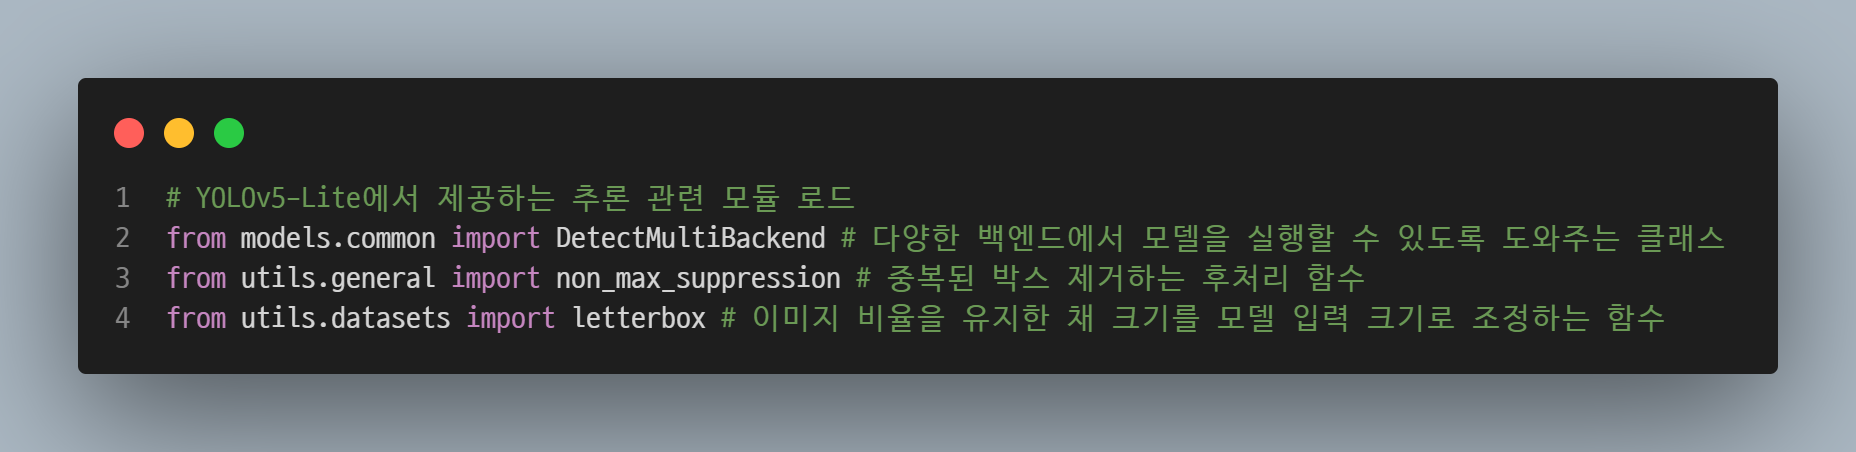 1 # YOLOv5-Lite에서 제공하는 추론 관련 모듈 로드
2 from models.common import DetectMultiBackend # 다양한 백엔드에서 모델을 실행할 수 있도록 도와주는 클래스
3 from utils.general import non_max_suppression # 중복된 박스 제거하는 후처리 함수
4 from utils.datasets import letterbox # 이미지 비율을 유지한 채 크기를 모델 입력 크기로 조정하는 함수